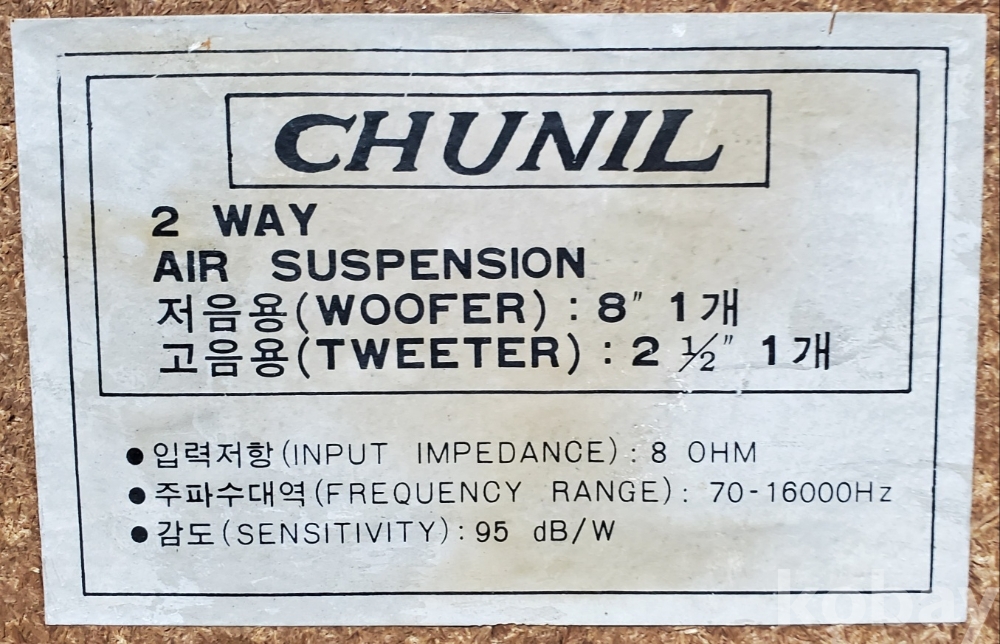 CHUNIL
2 WAY
AIR SUSPENSION
저음용(WOOFER) : 8" 1개
고음용(TWEETER) : 2 ½" 1개
●입력저항(INPUT IMPEDANCE) : 8 OHM
●주파수대역(FREQUENCY RANGE) : 70-16000Hz
●감도(SENSITIVITY) : 95 dB/W
kobay